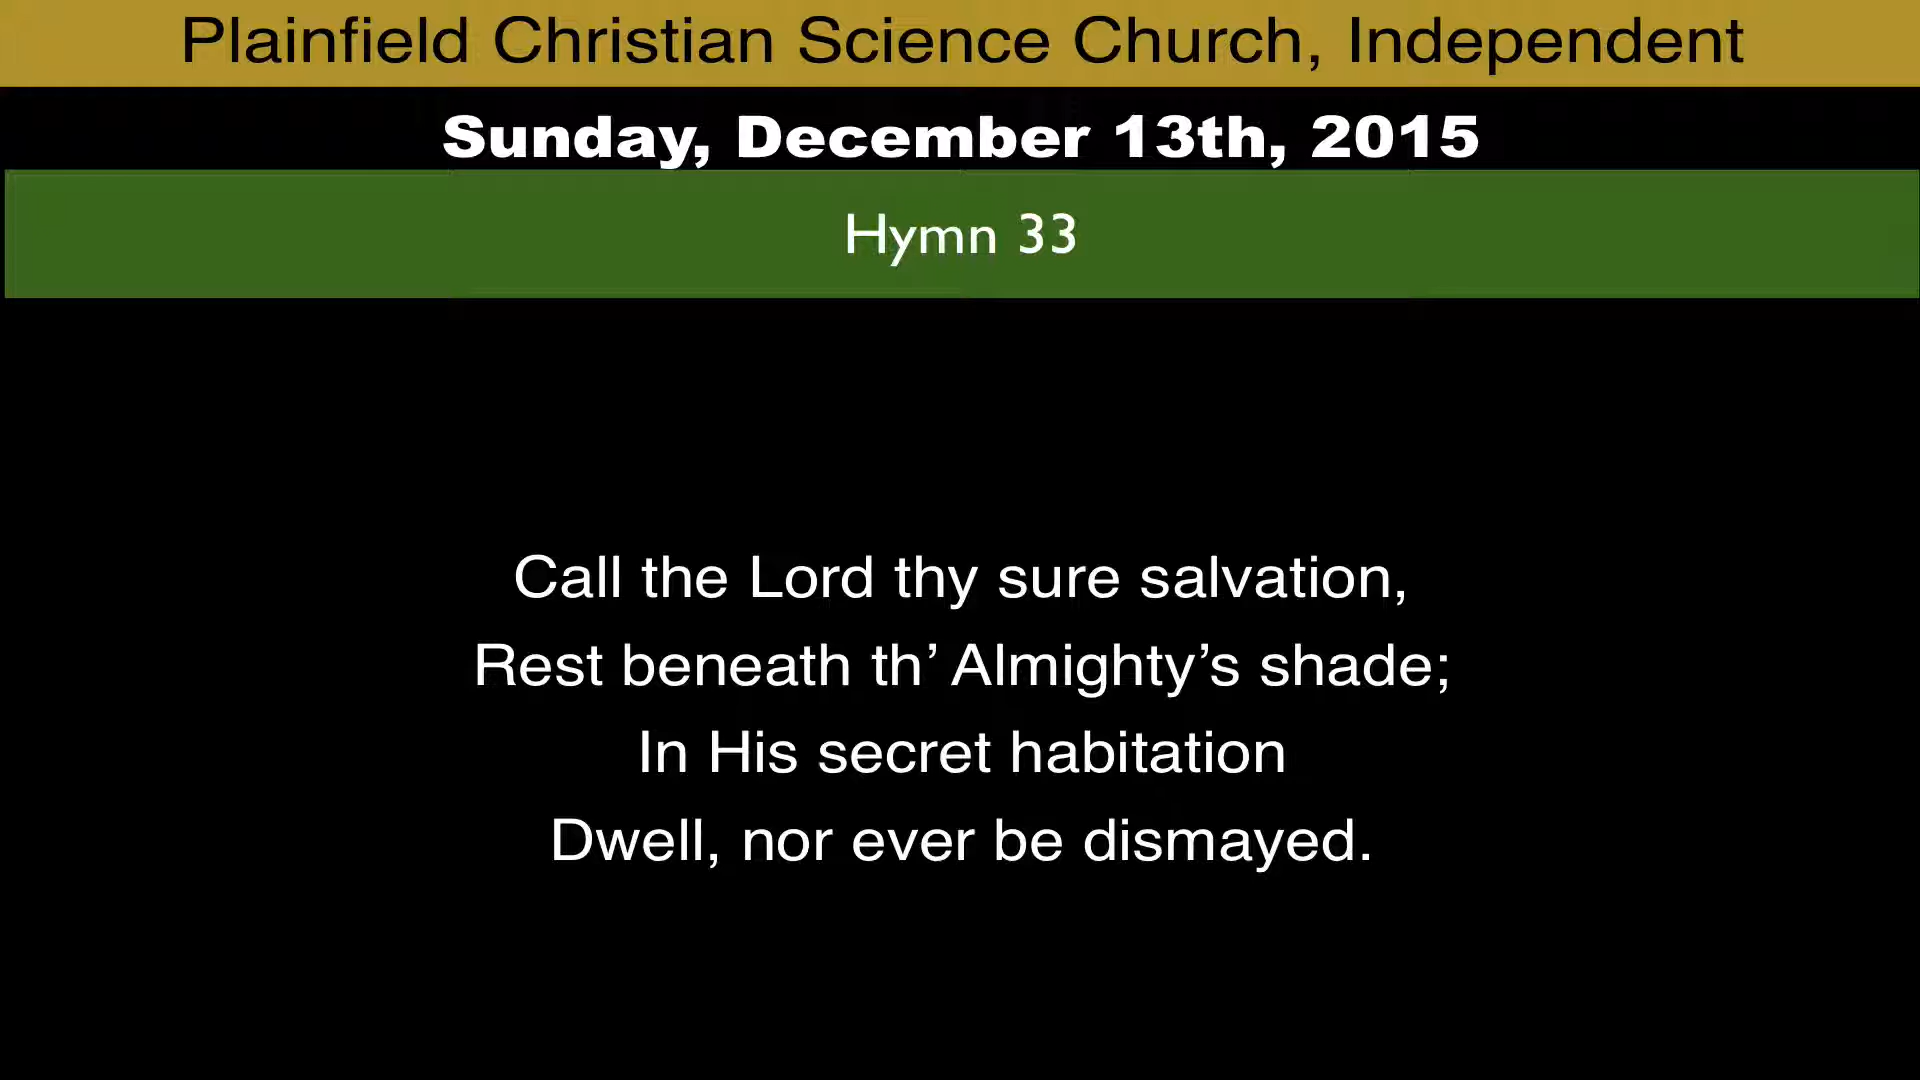 Plainfield Christian Science Church, Independent
Sunday, December 13th, 2015
Hymn 33
Call the Lord thy sure salvation,
Rest beneath th’ Almighty’s shade;
In His secret habitation
Dwell, nor ever be dismayed.